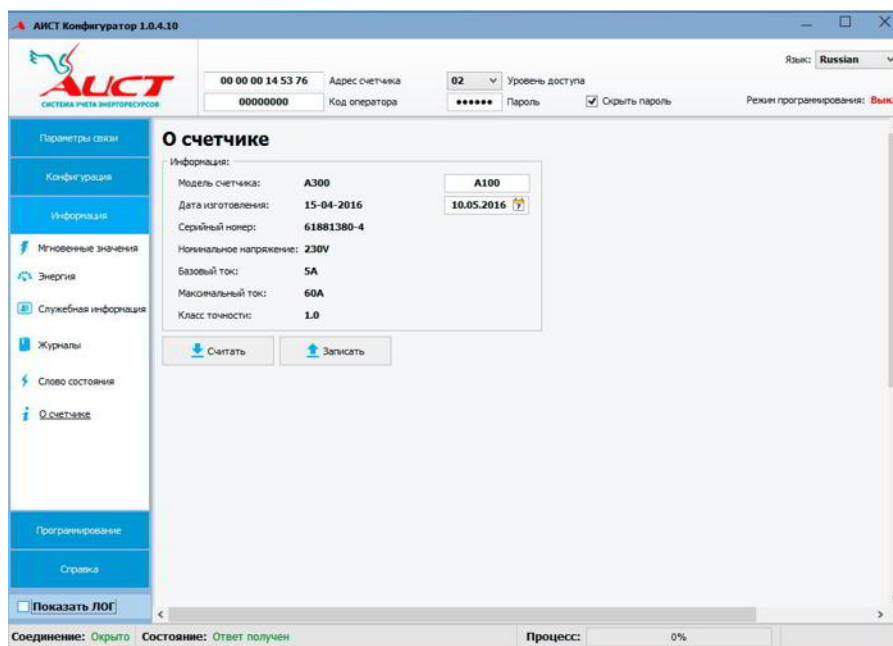 АИСТ Конфигуратор 1.0.4.10
Язык: Russian
АИСТ
СИСТЕМА УЧЕТА ЭНЕРГОРЕСУРСОВ
00 00 00 14 53 76 Адрес счетчика 02 Уровень доступа
00000000 Код оператора ●●●●●● Пароль Скрыть пароль Режим программирования: Вык
Параметры связи
Конфигурация
Информация
Мгновенные значения
Энергия
Служебная информация
Журналы
Слово состояния
О счетчике
Программирование
Справка
Показать ЛОГ
О счетчике
Информация:
Модель счетчика: A300 A100
Дата изготовления: 15-04-2016 10.05.2016
Серийный номер: 61881380-4
Номинальное напряжение: 230V
Базовый ток: 5A
Максимальный ток: 60A
Класс точности: 1.0
Считать Записать
Соединение: Окрыто Состояние: Ответ получен Процесс: 0%